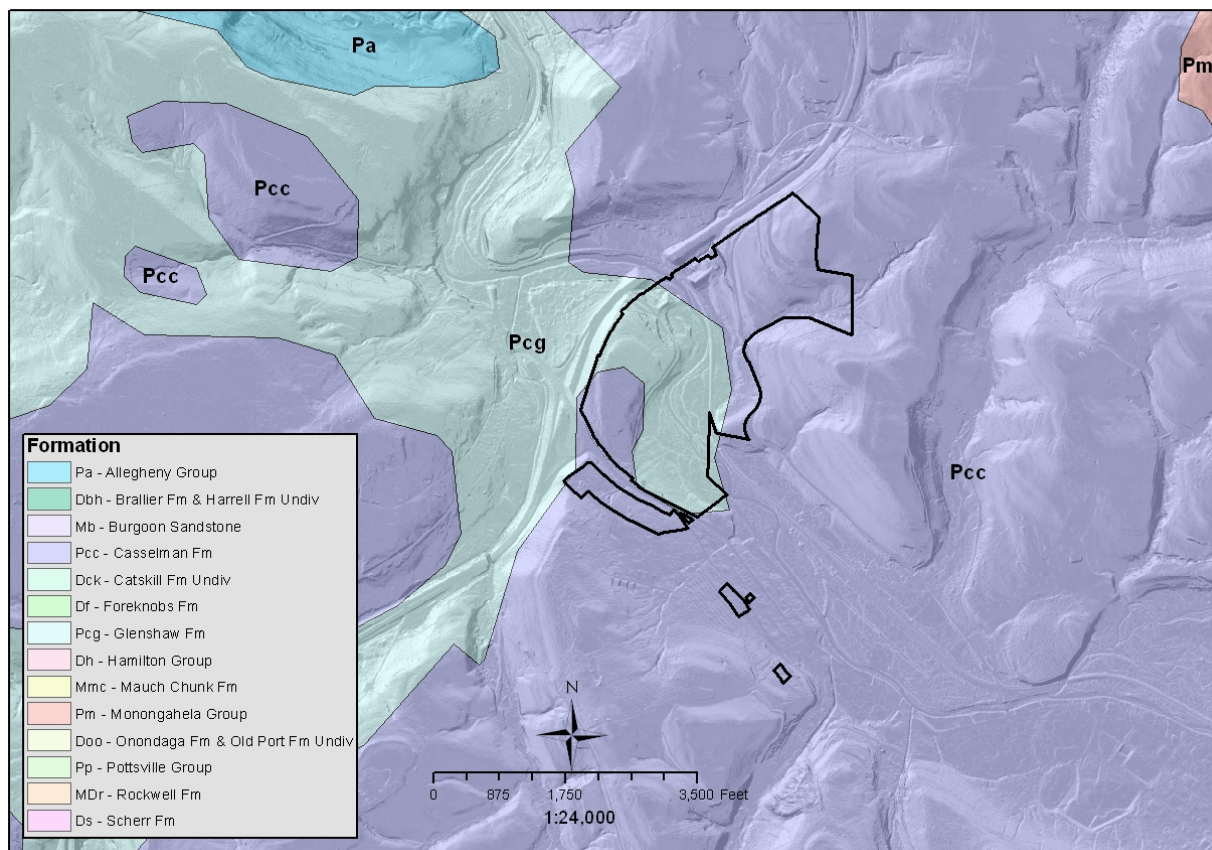 Pa
Pm
Pcc
Pcc
Pcg
Pcc
Formation
Pa - Allegheny Group
Dbh - Brallier Fm & Harrell Fm Undiv
Mb - Burgoon Sandstone
Pcc - Casselman Fm
Dck - Catskill Fm Undiv
Df - Foreknobs Fm
Pcg - Glenshaw Fm
Dh - Hamilton Group
Mmc - Mauch Chunk Fm
Pm - Monongahela Group
Doo - Onondaga Fm & Old Port Fm Undiv
Pp - Pottsville Group
MDr - Rockwell Fm
Ds - Scherr Fm
N
0 875 1,750 3,500 Feet
1:24,000